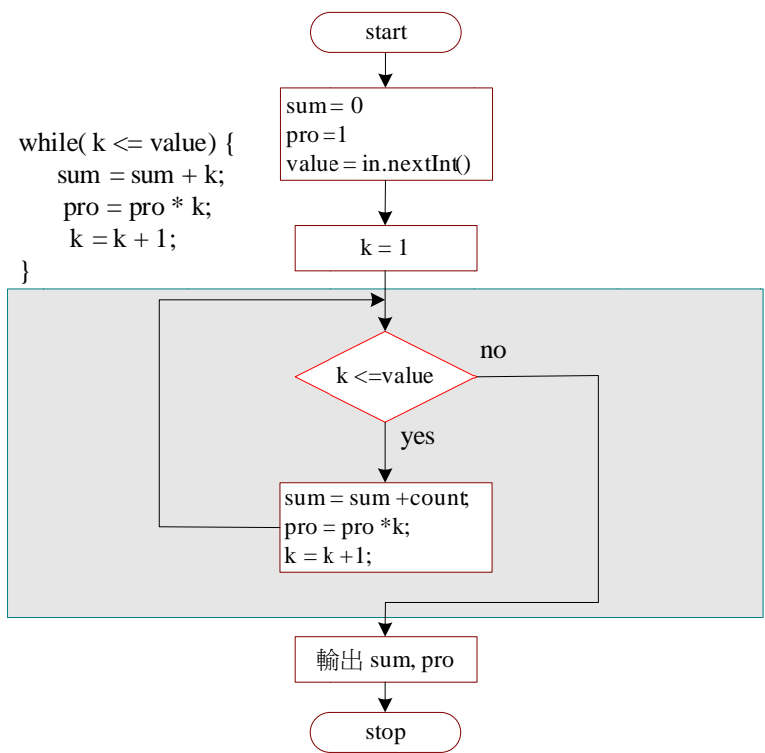 start
sum = 0
pro =1
value = in.nextInt()
while( k <= value) {
sum = sum + k;
pro = pro * k;
k = k + 1;
}
k = 1
k <=value
no
yes
sum = sum +count;
pro = pro *k;
k = k +1;
輸出 sum, pro
stop